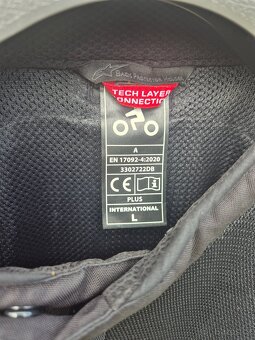 TECH LAYER
CONNECTION
A
EN 17092-4:2020
3302722DB
CE
PLUS
INTERNATIONAL
L